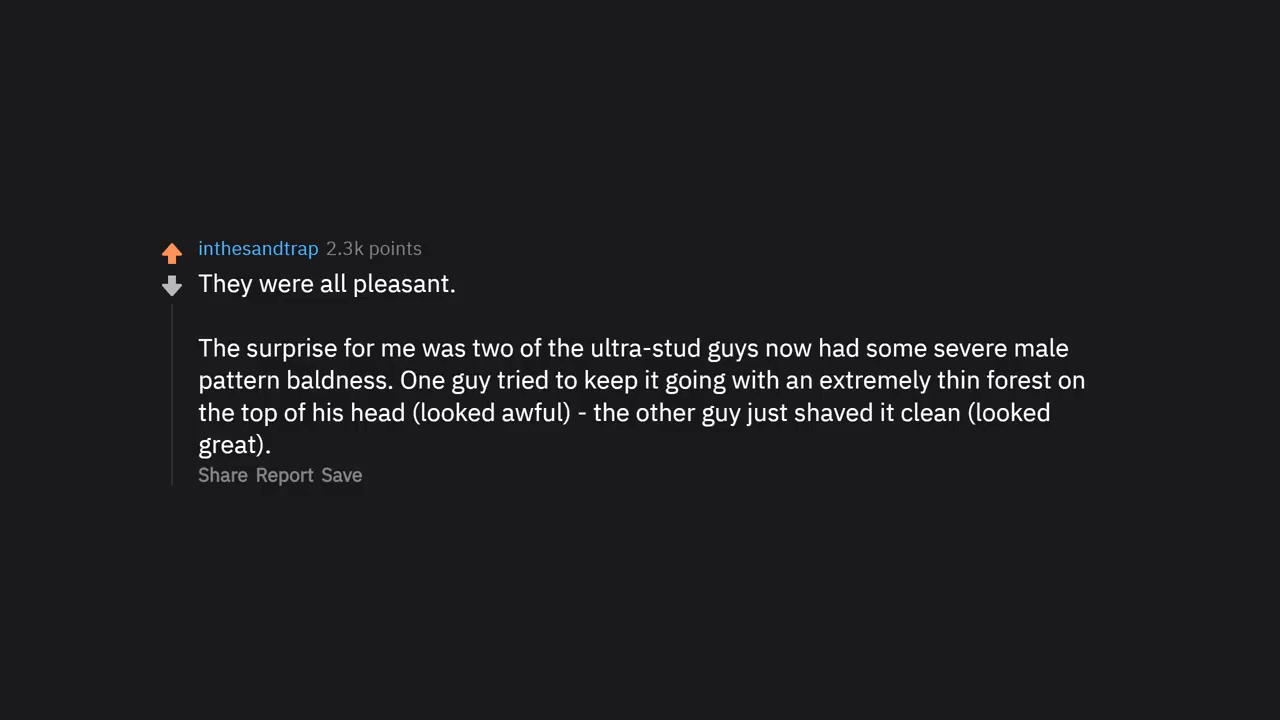 inthesandtrap 2.3k points
They were all pleasant.
The surprise for me was two of the ultra-stud guys now had some severe male
pattern baldness. One guy tried to keep it going with an extremely thin forest on
the top of his head (looked awful) - the other guy just shaved it clean (looked
great).
Share Report Save